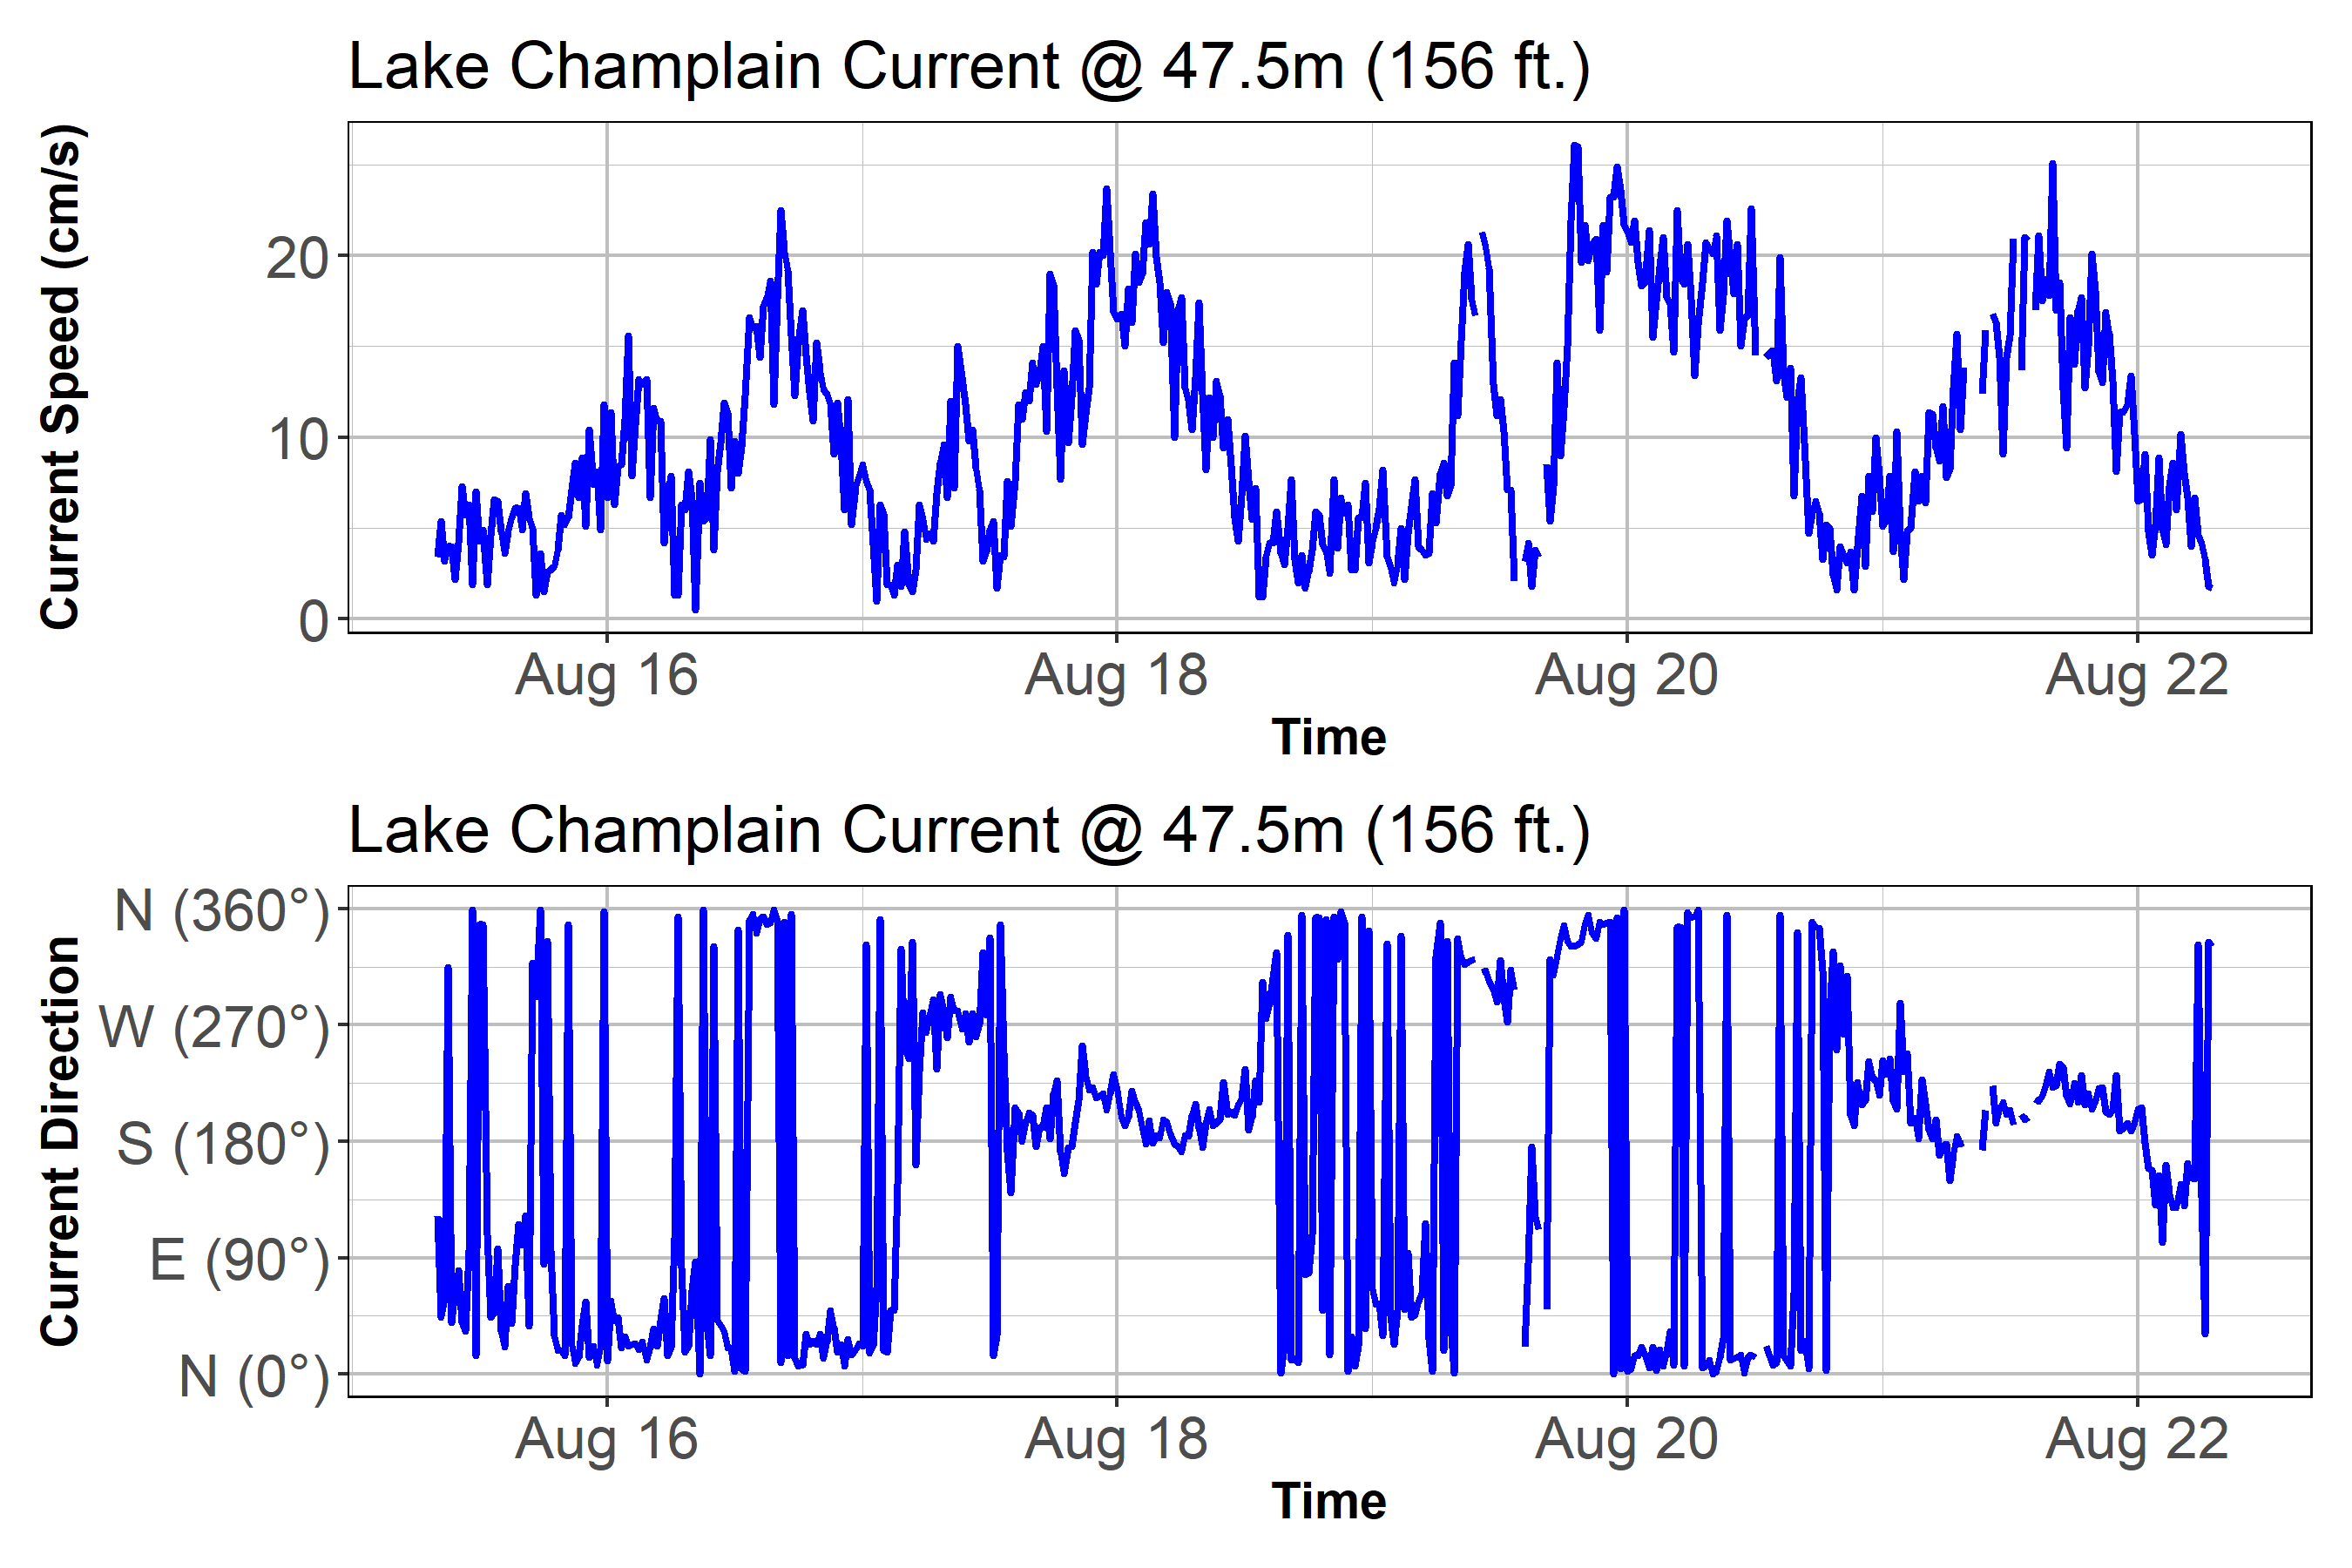 Lake Champlain Current @ 47.5m (156 ft.)
Current Speed (cm/s)
20
10
0
Aug 16 Aug 18 Aug 20 Aug 22
Time
Lake Champlain Current @ 47.5m (156 ft.)
Current Direction
N (360°)
W (270°)
S (180°)
E (90°)
N (0°)
Aug 16 Aug 18 Aug 20 Aug 22
Time